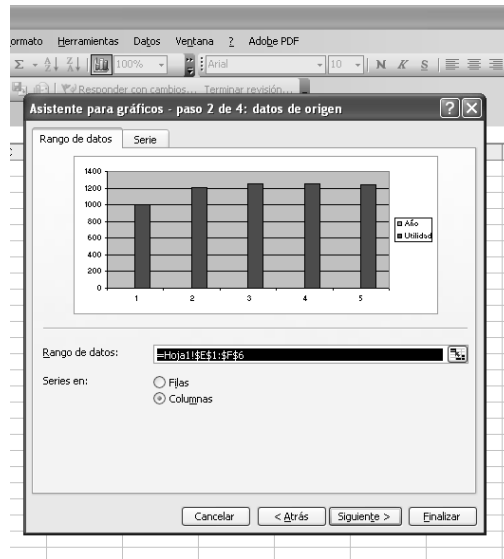 ormato Herramientas Datos Ventana ? Adobe PDF
Σ 100% Arial 10 N K S
Responder con cambios... Terminar revisión...
Asistente para gráficos - paso 2 de 4: datos de origen ? X
Rango de datos Serie
1400
1200
1000
800
600
400
200
0
1 2 3 4 5
Año
Utilidad
Rango de datos: =Hoja1!$E$1:$F$6
Series en: Filas
Columnas
Cancelar < Atrás Siguiente > Finalizar